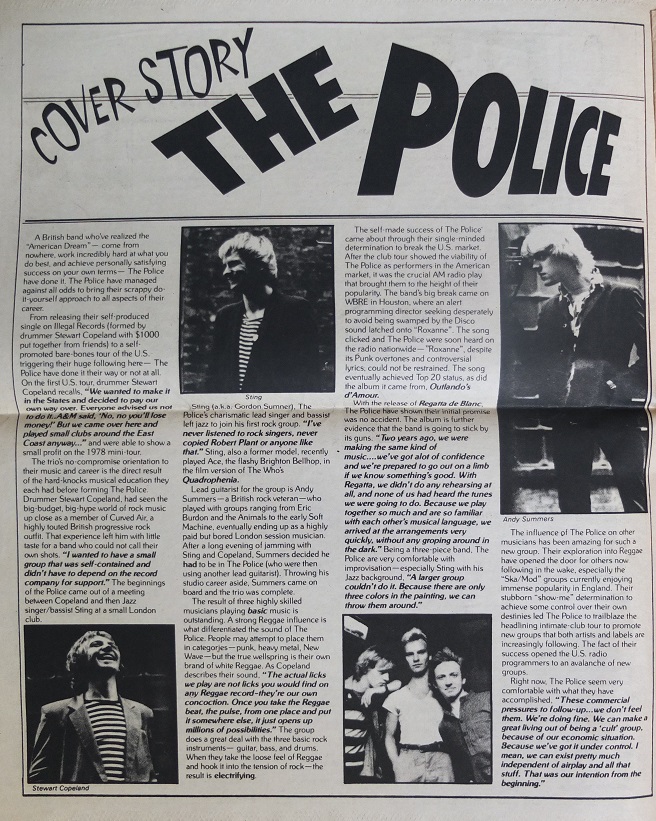 COVER STORY
THE POLICE
A British band who've realized the
"American Dream" — come from
nowhere, work incredibly hard at what you
do best, and achieve personally satisfying
success on your own terms — The Police
have done it. The Police have managed
against all odds to bring their scrappy do-
it-yourself approach to all aspects of their
career.
From releasing their self-produced
single on Illegal Records (formed by
drummer Stewart Copeland with $1000
put together from friends) to a self-
promoted bare-bones tour of the U.S.
triggering their huge following here — The
Police have done it their way or not at all.
On the first U.S. tour, drummer Stewart
Copeland recalls, "We wanted to make it
in the States and decided to pay our
own way over. Everyone advised us not
to do it. A&M said, 'No, no you'll lose
money!' But we came over here and
played small clubs around the East
Coast anyway..." and were able to show a
small profit on the 1978 mini-tour.
The trio's no-compromise orientation to
their music and career is the direct result
of the hard-knocks musical education they
each had before forming The Police.
Drummer Stewart Copeland, had seen the
big-budget, big-hype world of rock music
up close as a member of Curved Air, a
highly touted British progressive rock
outfit. That experience left him with little
taste for a band who could not call their
own shots. "I wanted to have a small
group that was self-contained and
didn't have to depend on the record
company for support." The beginnings
of the Police came out of a meeting
between Copeland and then Jazz
singer/bassist Sting at a small London
club.
Stewart Copeland
Sting
Sting (a.k.a. Gordon Sumner), The
Police's charismatic lead singer and bassist
left jazz to join his first rock group. "I've
never listened to rock singers, never
copied Robert Plant or anyone like
that." Sting, also a former model, recently
played Ace, the flashy Brighton Bellhop, in
the film version of The Who's
Quadrophenia.
Lead guitarist for the group is Andy
Summers — a British rock veteran — who
played with groups ranging from Eric
Burdon and the Animals to the early Soft
Machine, eventually ending up as a highly
paid but bored London session musician.
After a long evening of jamming with
Sting and Copeland, Summers decided he
had to be in The Police (who were then
using another lead guitarist). Throwing his
studio career aside, Summers came on
board and the trio was complete.
The result of three highly skilled
musicians playing basic music is
outstanding. A strong Reggae influence is
what differentiated the sound of The
Police. People may attempt to place them
in categories — punk, heavy metal, New
Wave — but the true wellspring is their own
brand of white Reggae. As Copeland
describes their sound. "The actual licks
we play are not licks you would find on
any Reggae record—they're our own
concoction. Once you take the Reggae
beat, the pulse, from one place and put
it somewhere else, it just opens up
millions of possibilities." The group
does a great deal with the three basic rock
instruments — guitar, bass, and drums.
When they take the loose feel of Reggae
and hook it into the tension of rock — the
result is electrifying.
The self-made success of The Police
came about through their single-minded
determination to break the U.S. market.
After the club tour showed the viability of
The Police as performers in the American
market, it was the crucial AM radio play
that brought them to the height of their
popularity. The band's big break came on
WBRE in Houston, where an alert
programming director seeking desperately
to avoid being swamped by the Disco
sound latched onto "Roxanne". The song
clicked and The Police were soon heard on
the radio nationwide — "Roxanne", despite
its Punk overtones and controversial
lyrics, could not be restrained. The song
eventually achieved Top 20 status, as did
the album it came from, Outlando's
d'Amour.
With the release of Regatta de Blanc,
The Police have shown their initial promise
was no accident. The album is further
evidence that the band is going to stick by
its guns. "Two years ago, we were
making the same kind of
music....we've got alot of confidence
and we're prepared to go out on a limb
if we know something's good. With
Regatta, we didn't do any rehearsing at
all, and none of us had heard the tunes
we were going to do. Because we play
together so much and are so familiar
with each other's musical language, we
arrived at the arrangements very
quickly, without any groping around in
the dark." Being a three-piece band, The
Police are very comfortable with
improvisation — especially Sting with his
Jazz background. "A larger group
couldn't do it. Because there are only
three colors in the painting, we can
throw them around."
Andy Summers
The influence of The Police on other
musicians has been amazing for such a
new group. Their exploration into Reggae
have opened the door for others now
following in the wake, especially the
"Ska/Mod" groups currently enjoying
immense popularity in England. Their
stubborn "show-me" determination to
achieve some control over their own
destinies led The Police to trailblaze the
headlining intimate-club tour to promote
new groups that both artists and labels are
increasingly following. The fact of their
success opened the U.S. radio
programmers to an avalanche of new
groups.
Right now, The Police seem very
comfortable with what they have
accomplished. "These commercial
pressures to follow-up...we don't feel
them. We're doing fine. We can make a
great living out of being a 'cult' group,
because of our economic situation.
Because we've got it under control. I
mean, we can exist pretty much
independent of airplay and all that
stuff. That was our intention from the
beginning."